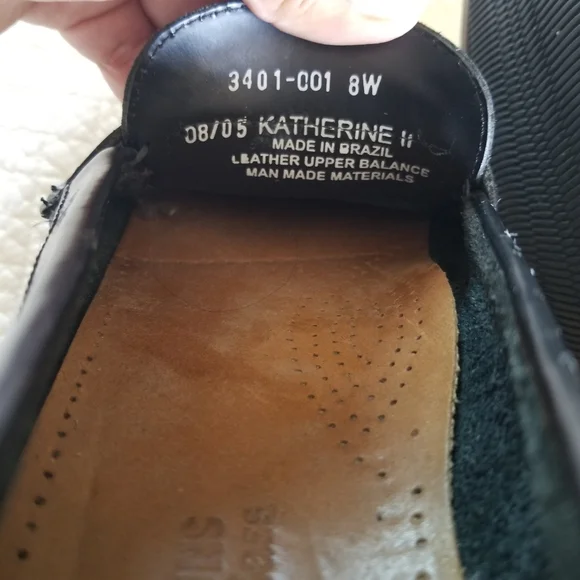 3401-001 8W
08/05 KATHERINE II
MADE IN BRAZIL
LEATHER UPPER BALANCE
MAN MADE MATERIALS